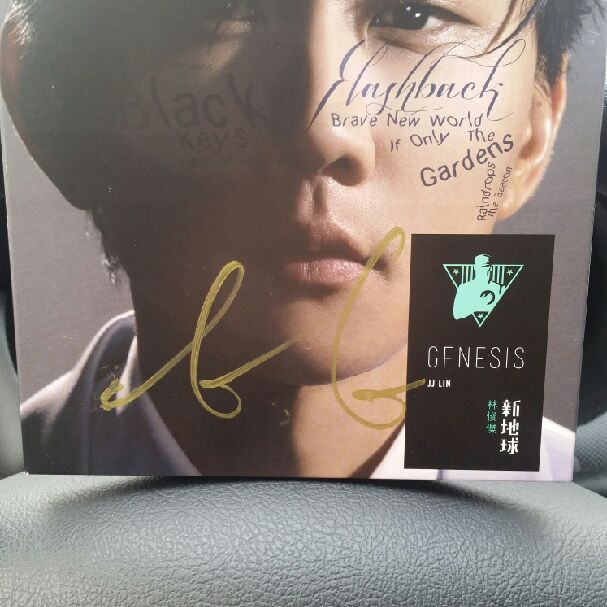 Black
Keys
Flashback
Brave New World
If Only The
Gardens
Raindrops
The Beacon
GENESIS
JJ LIN
新地球
林俊傑